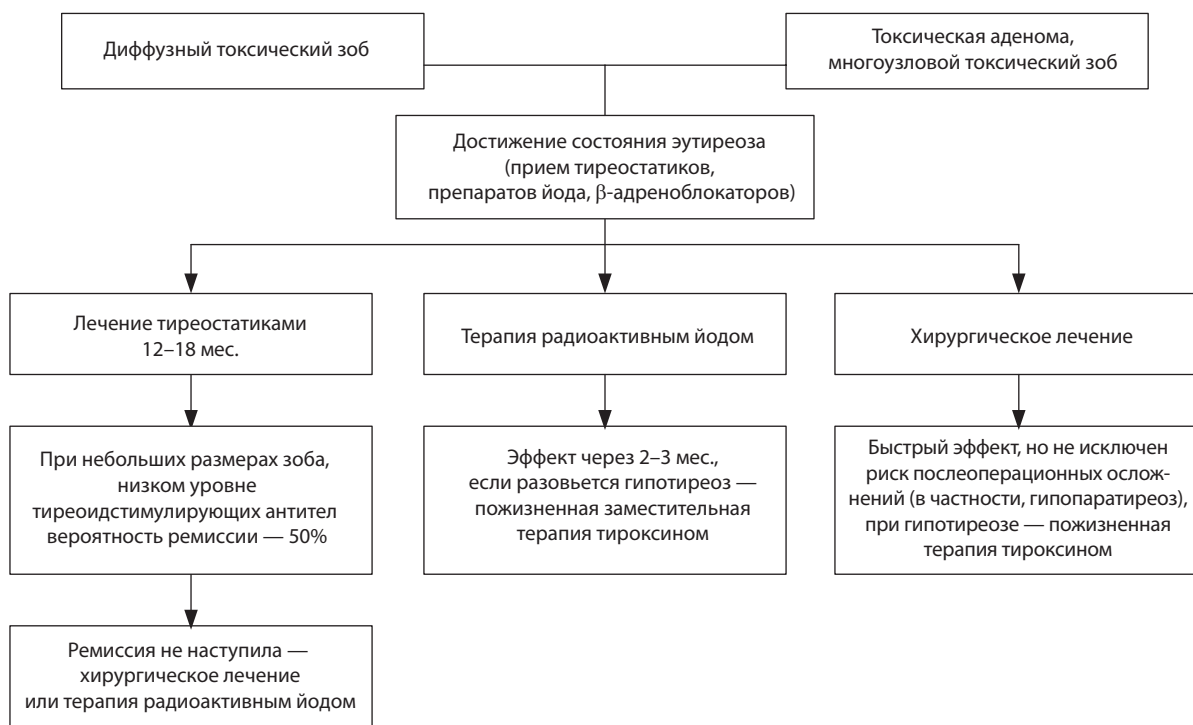 Диффузный токсический зоб
Токсическая аденома,
многоузловой токсический зоб
Достижение состояния эутиреоза
(прием тиреостатиков,
препаратов йода, β-адреноблокаторов)
Лечение тиреостатиками
12–18 мес.
Терапия радиоактивным йодом
Хирургическое лечение
При небольших размерах зоба,
низком уровне
тиреоидстимулирующих антител
вероятность ремиссии — 50%
Эффект через 2–3 мес.,
если разовьется гипотиреоз —
пожизненная заместительная
терапия тироксином
Быстрый эффект, но не исключен
риск послеоперационных ослож-
нений (в частности, гипопаратиреоз),
при гипотиреозе — пожизненная
терапия тироксином
Ремиссия не наступила —
хирургическое лечение
или терапия радиоактивным йодом